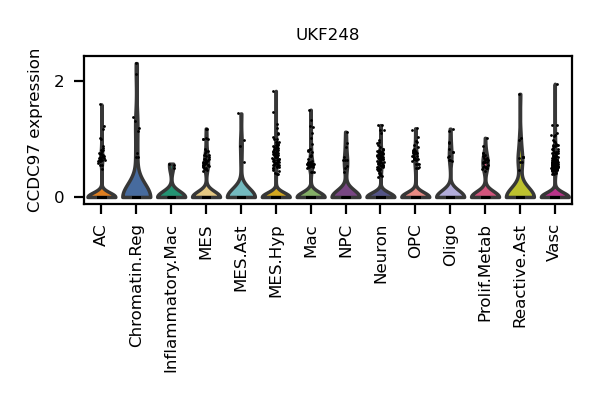 UKF248
CCDC97 expression
2
0
AC
Chromatin.Reg
Inflammatory.Mac
MES
MES.Ast
MES.Hyp
Mac
NPC
Neuron
OPC
Oligo
Prolif.Metab
Reactive.Ast
Vasc